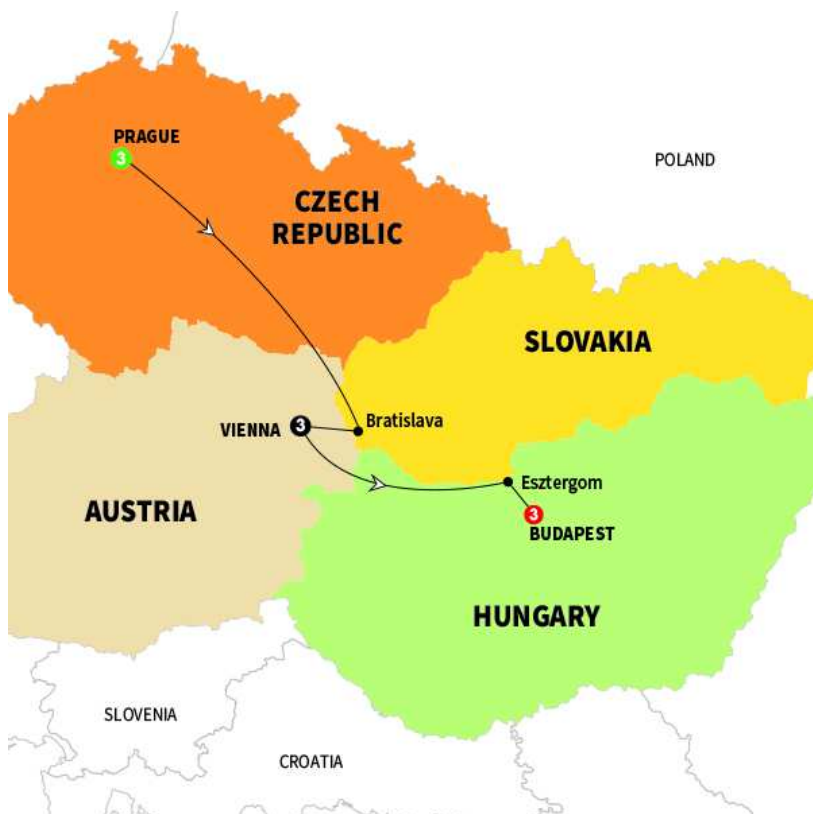 PRAGUE
3
POLAND
CZECH
REPUBLIC
SLOVAKIA
Bratislava
VIENNA 3
Esztergom
AUSTRIA
3
BUDAPEST
HUNGARY
SLOVENIA
CROATIA